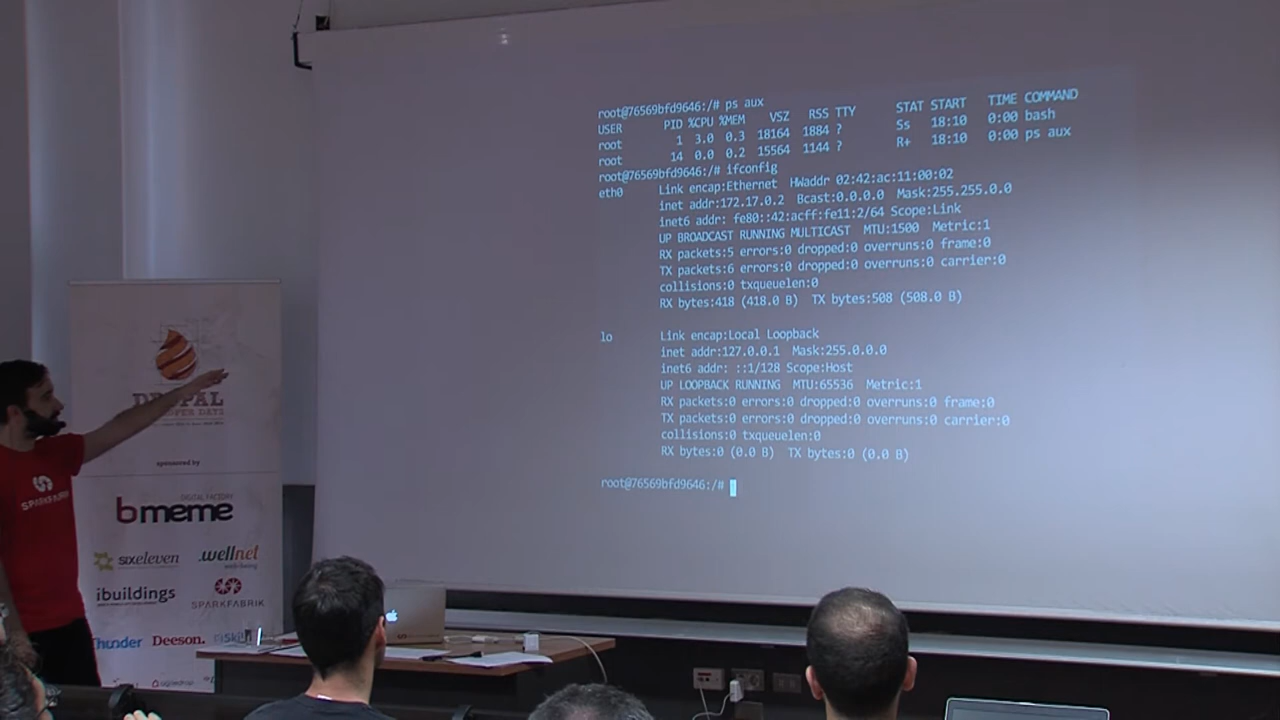 root@76569bfd9646:/# ps aux
USER PID %CPU %MEM VSZ RSS TTY STAT START TIME COMMAND
root 1 3.0 0.3 18164 1884 ? Ss 18:10 0:00 bash
root 14 0.0 0.2 15564 1144 ? R+ 18:10 0:00 ps aux
root@76569bfd9646:/# ifconfig
eth0 Link encap:Ethernet HWaddr 02:42:ac:11:00:02
inet addr:172.17.0.2 Bcast:0.0.0.0 Mask:255.255.0.0
inet6 addr: fe80::42:acff:fe11:2/64 Scope:Link
UP BROADCAST RUNNING MULTICAST MTU:1500 Metric:1
RX packets:5 errors:0 dropped:0 overruns:0 frame:0
TX packets:6 errors:0 dropped:0 overruns:0 carrier:0
collisions:0 txqueuelen:0
RX bytes:418 (418.0 B) TX bytes:508 (508.0 B)
lo Link encap:Local Loopback
inet addr:127.0.0.1 Mask:255.0.0.0
inet6 addr: ::1/128 Scope:Host
UP LOOPBACK RUNNING MTU:65536 Metric:1
RX packets:0 errors:0 dropped:0 overruns:0 frame:0
TX packets:0 errors:0 dropped:0 overruns:0 carrier:0
collisions:0 txqueuelen:0
RX bytes:0 (0.0 B) TX bytes:0 (0.0 B)
root@76569bfd9646:/#
DAYS
sponsored by
DIGITAL FACTORY
bmeme
sixeleven
.wellnet
ibuildings
SPARKFABRIK
Deeson.